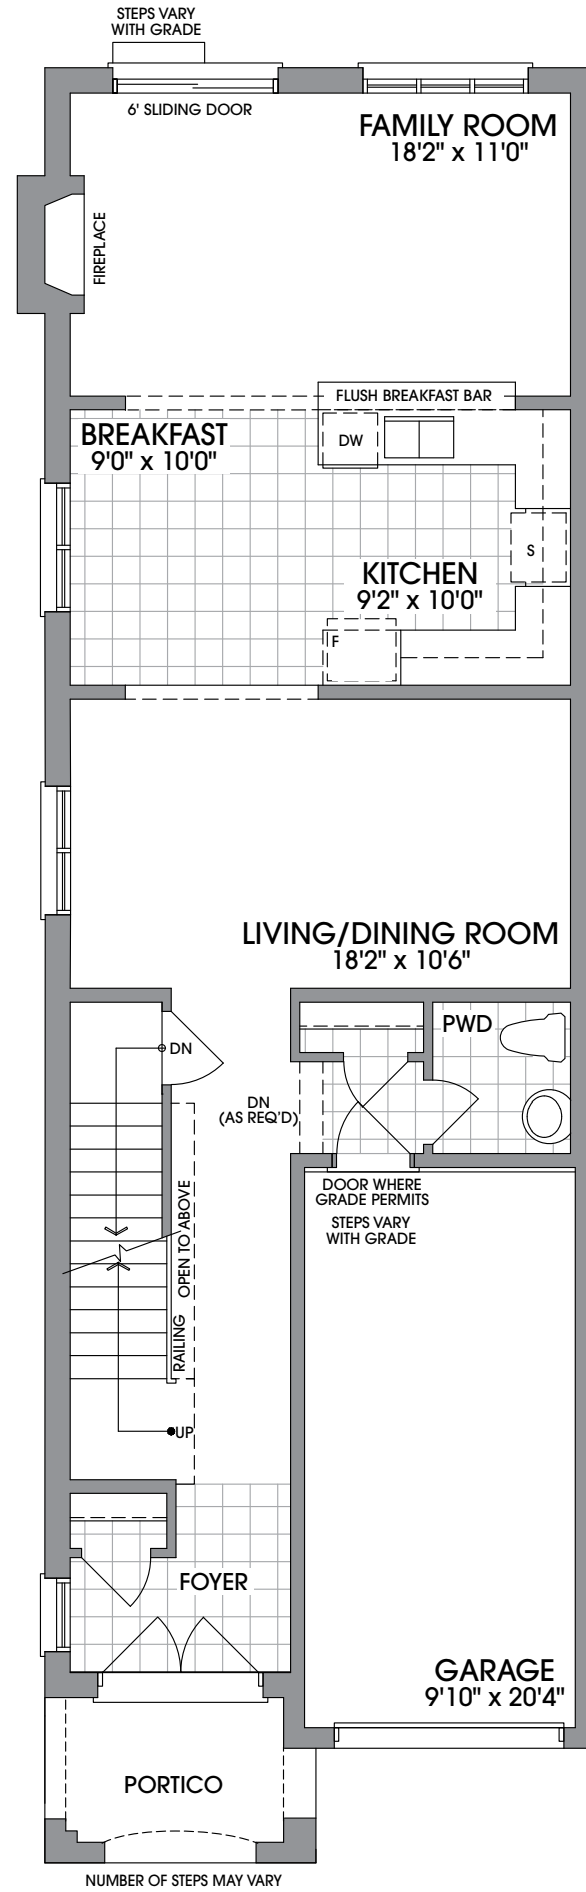 STEPS VARY
WITH GRADE
6' SLIDING DOOR
FAMILY ROOM
18'2" x 11'0"
FIREPLACE
FLUSH BREAKFAST BAR
BREAKFAST
9'0" x 10'0"
DW
S
KITCHEN
9'2" x 10'0"
F
LIVING/DINING ROOM
18'2" x 10'6"
PWD
DN
DN
(AS REQ'D)
DOOR WHERE
GRADE PERMITS
STEPS VARY
WITH GRADE
OPEN TO ABOVE
RAILING
UP
FOYER
GARAGE
9'10" x 20'4"
PORTICO
NUMBER OF STEPS MAY VARY